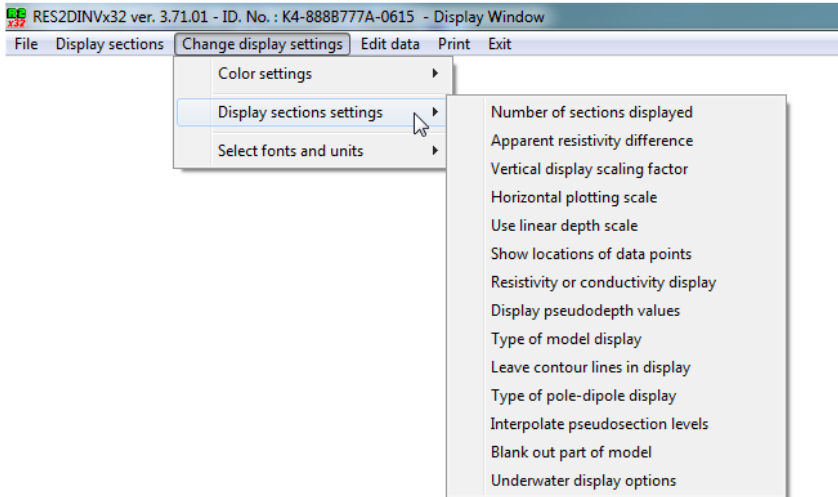 RES2DINVx32 ver. 3.71.01 - ID. No. : K4-888B777A-0615 - Display Window
File Display sections Change display settings Edit data Print Exit
Color settings
Display sections settings
Select fonts and units
Number of sections displayed
Apparent resistivity difference
Vertical display scaling factor
Horizontal plotting scale
Use linear depth scale
Show locations of data points
Resistivity or conductivity display
Display pseudodepth values
Type of model display
Leave contour lines in display
Type of pole-dipole display
Interpolate pseudosection levels
Blank out part of model
Underwater display options